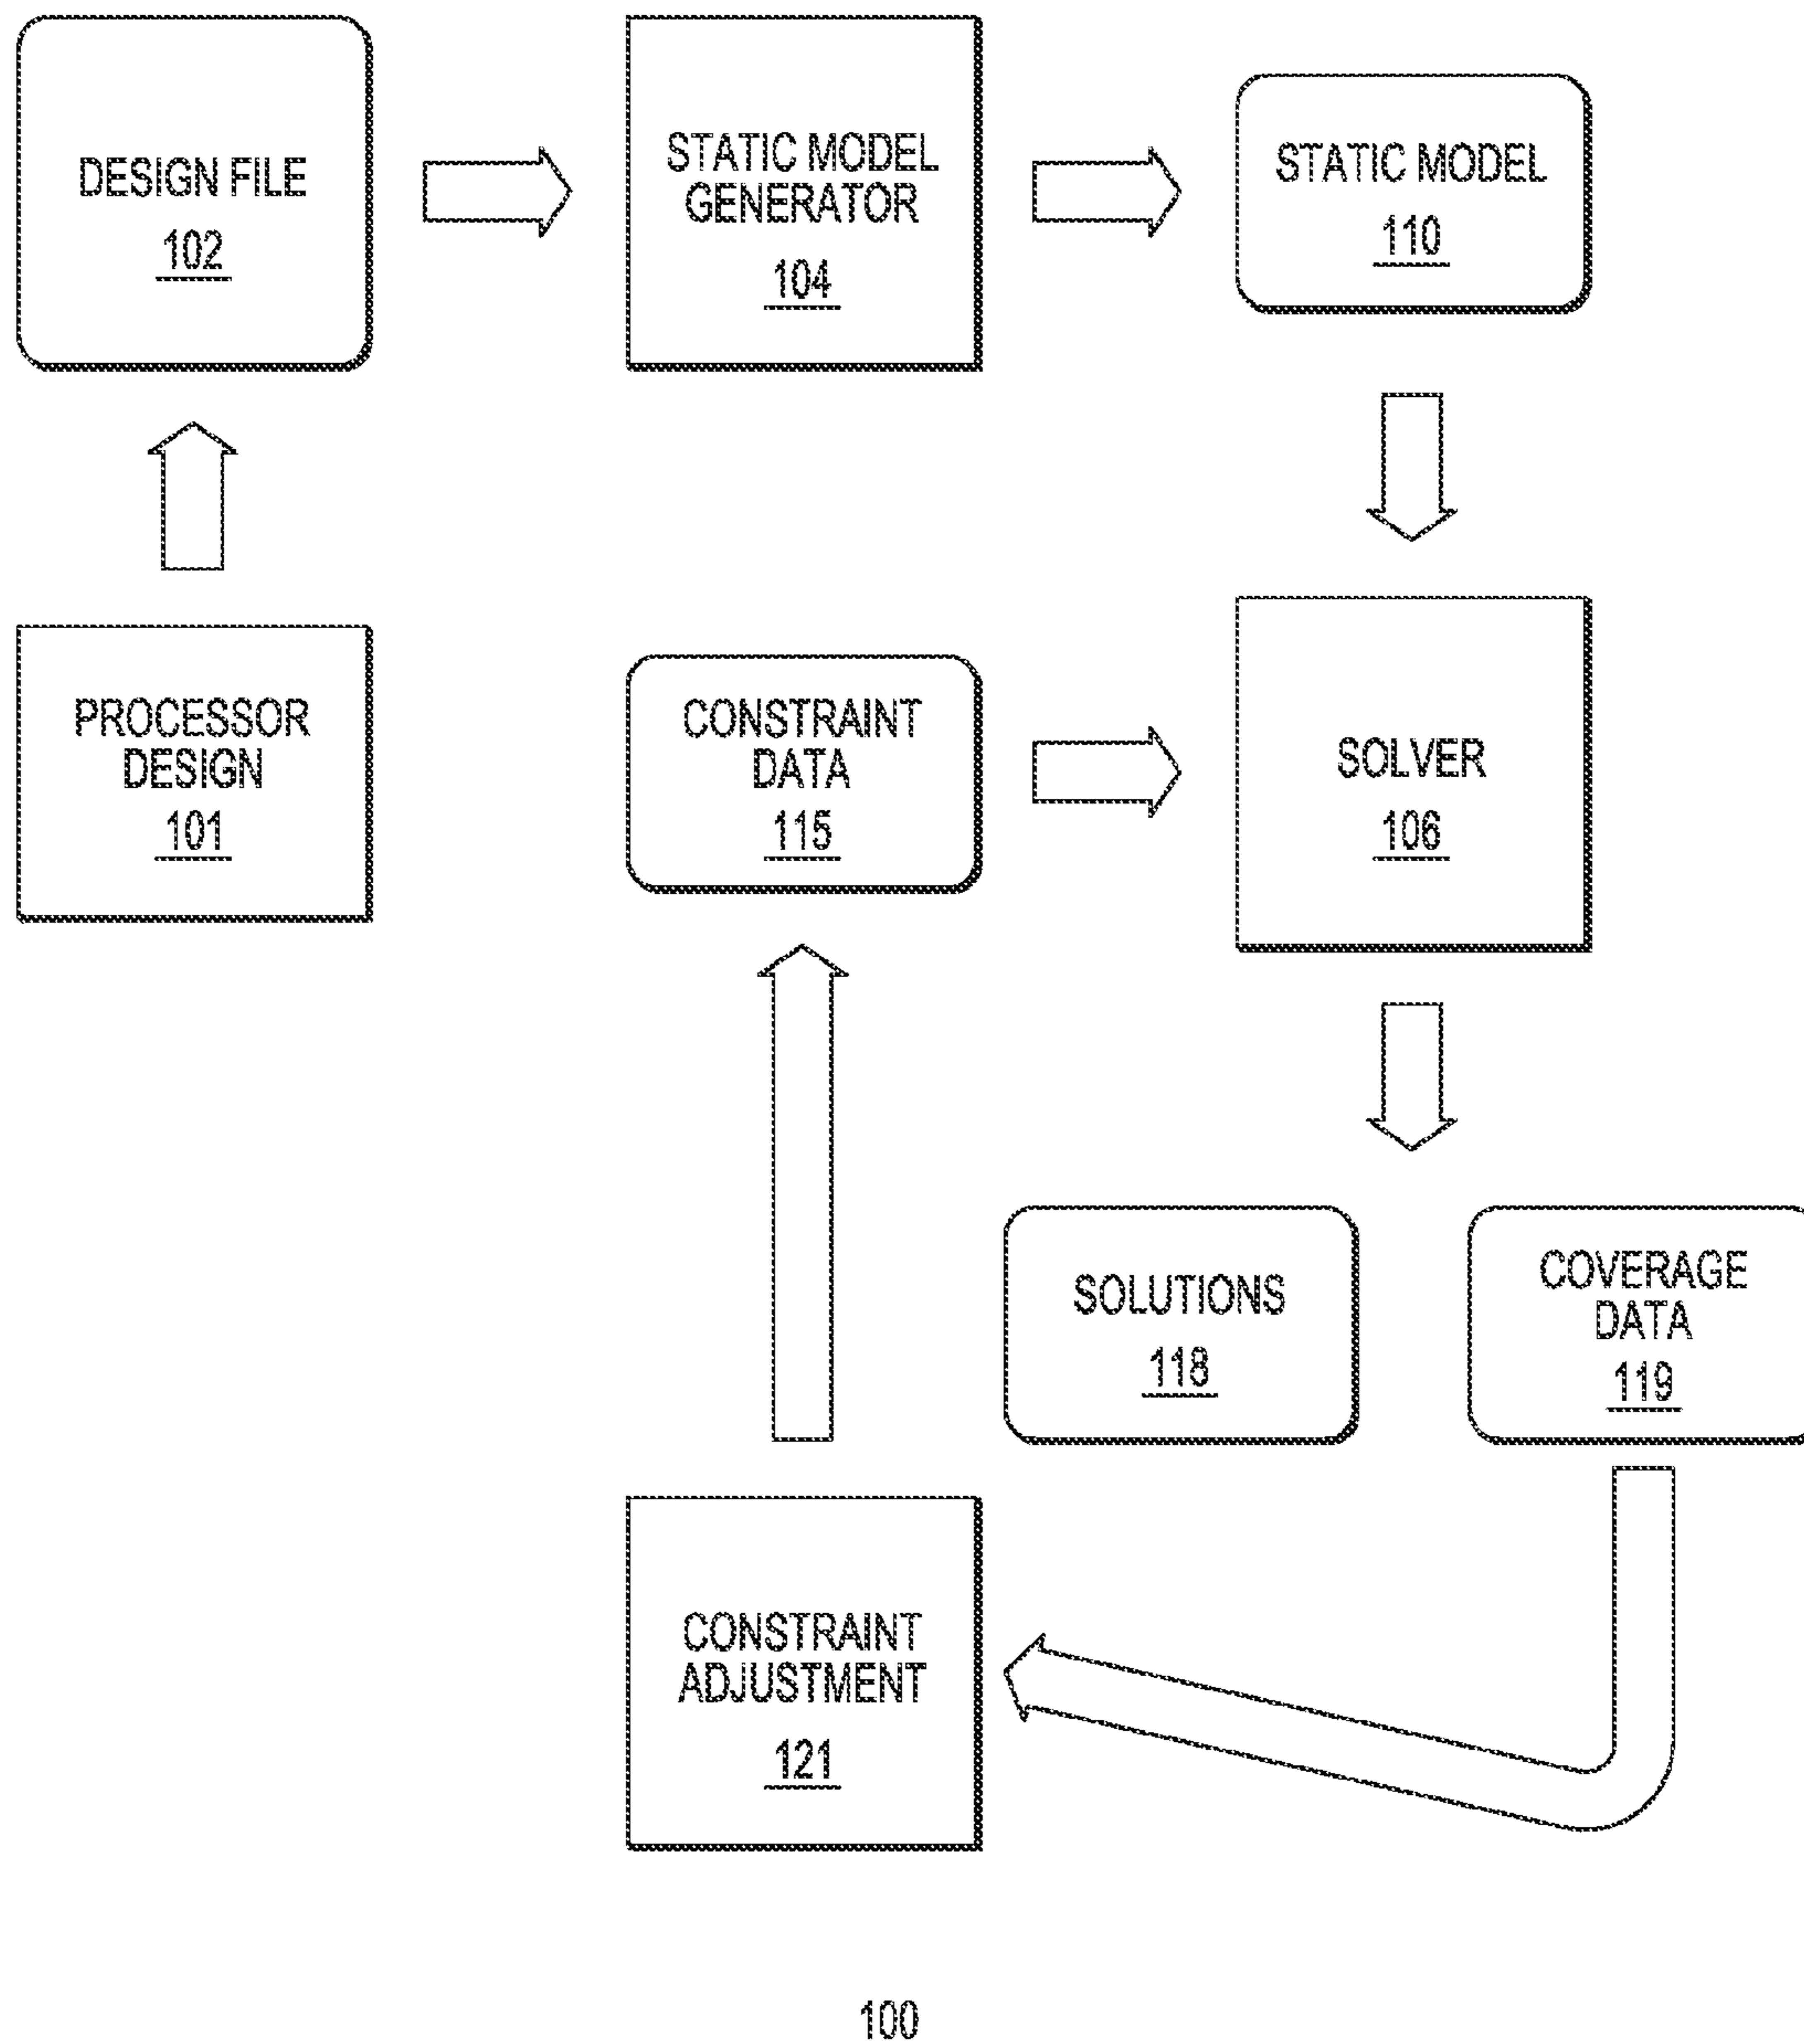 DESIGN FILE
102
STATIC MODEL
GENERATOR
104
STATIC MODEL
110
PROCESSOR
DESIGN
101
CONSTRAINT
DATA
115
SOLVER
106
SOLUTIONS
118
COVERAGE
DATA
119
CONSTRAINT
ADJUSTMENT
121
100